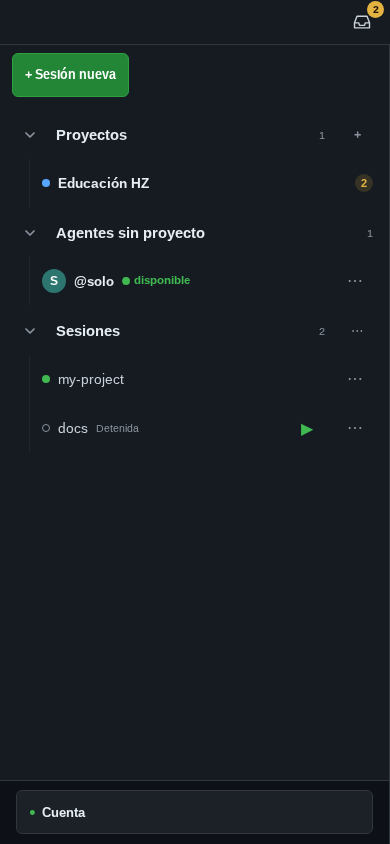 2
+ Sesión nueva
Proyectos 1 +
Educación HZ 2
Agentes sin proyecto 1
S @solo disponible ...
Sesiones 2 ...
my-project ...
docs Detenida ...
Cuenta